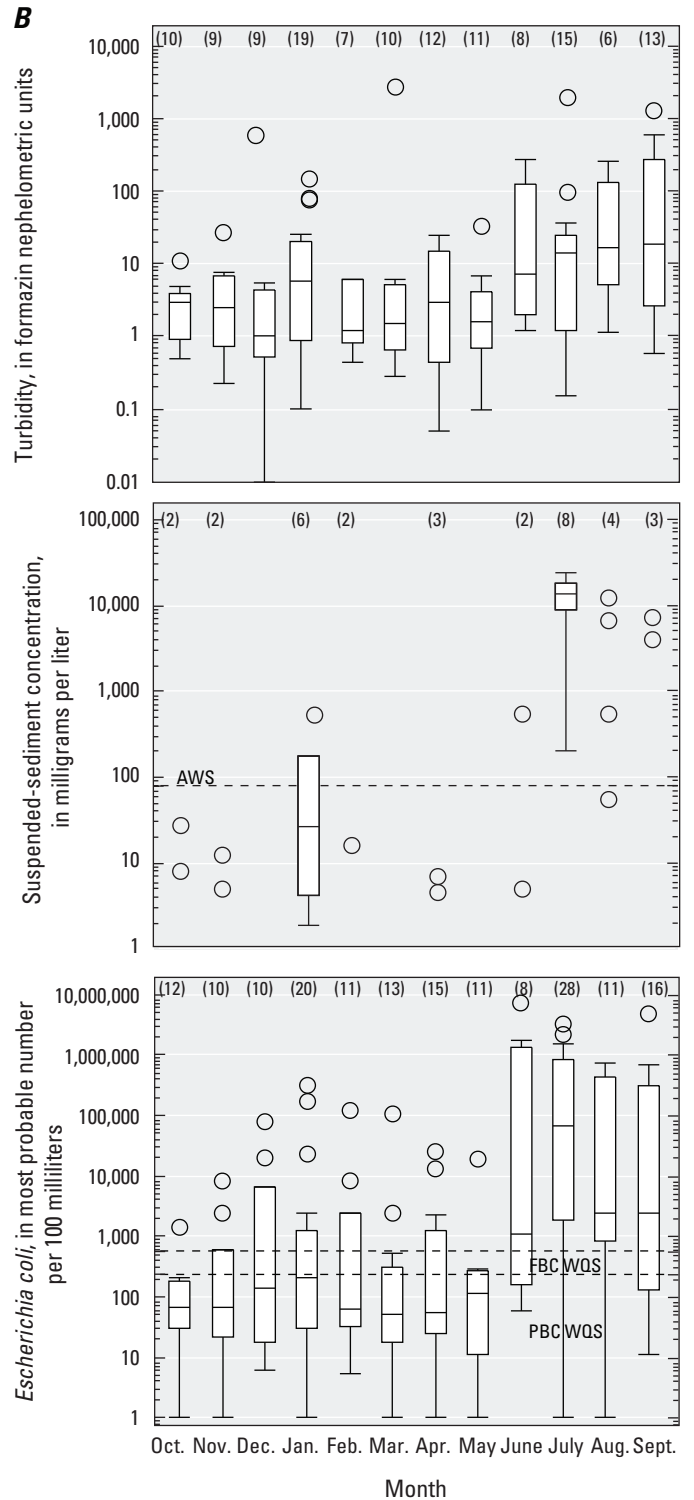 B
(10) (9) (9) (19) (7) (10) (12) (11) (8) (15) (6) (13)
10,000
1,000
100
10
1
0.1
0.01
Turbidity, in formazin nephelometric units
(2) (2) (6) (2) (3) (2) (8) (4) (3)
100,000
10,000
1,000
100
10
1
AWS
Suspended-sediment concentration,
in milligrams per liter
(12) (10) (10) (20) (11) (13) (15) (11) (8) (28) (11) (16)
10,000,000
1,000,000
100,000
10,000
1,000
100
10
1
FBC WQS
PBC WQS
Escherichia coli, in most probable number
per 100 milliliters
Oct. Nov. Dec. Jan. Feb. Mar. Apr. May June July Aug. Sept.
Month